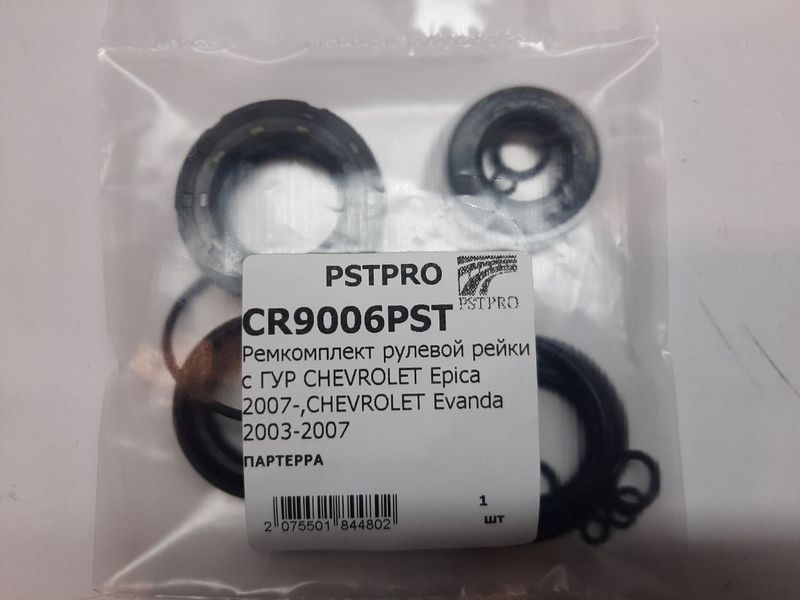 PSTPRO
PSTPRO
CR9006PST
Ремкомплект рулевой рейки
с ГУР CHEVROLET Epica
2007-,CHEVROLET Evanda
2003-2007
ПАРТЕРРА
1
шт
2 075501 844802